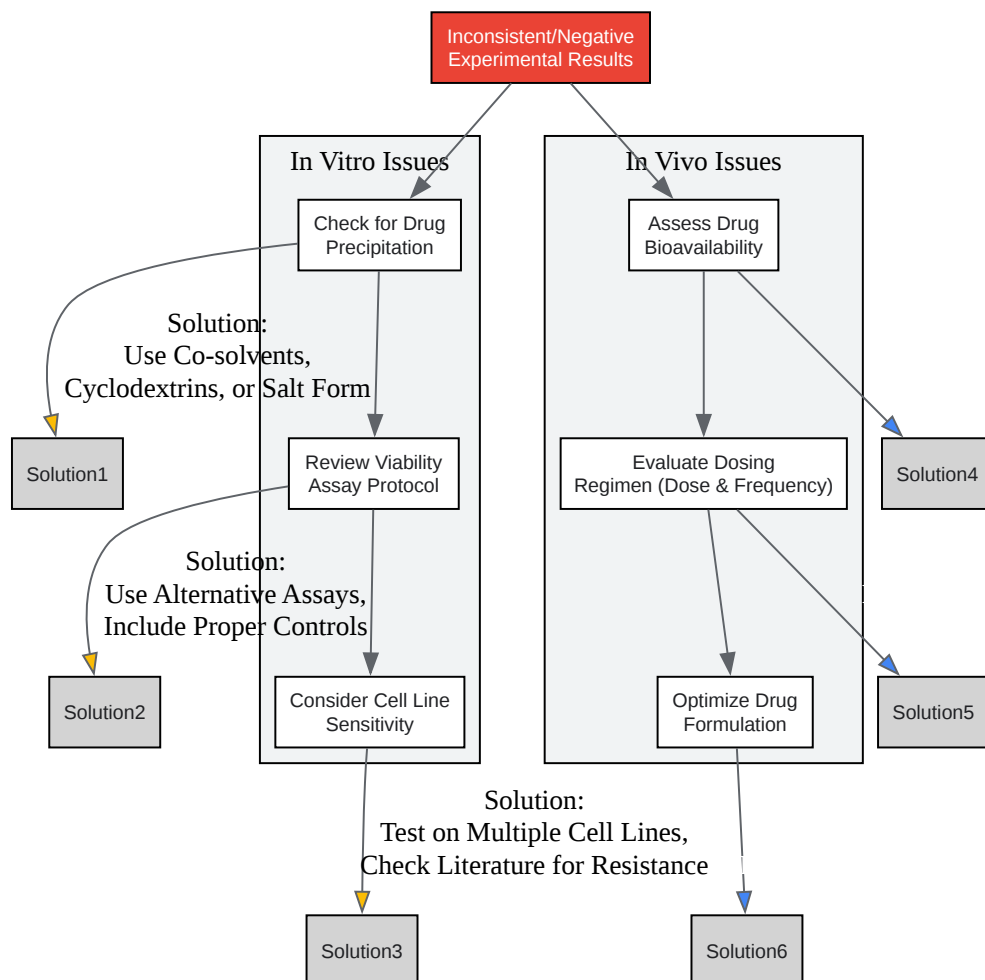 Inconsistent/Negative
Experimental Results
In Vitro Issues
In Vivo Issues
Check for Drug
Precipitation
Assess Drug
Bioavailability
Solution:
Use Co-solvents,
Cyclodextrins, or Salt Form
Solution1
Review Viability
Assay Protocol
Evaluate Dosing
Regimen (Dose & Frequency)
Solution4
Solution:
Use Alternative Assays,
Include Proper Controls
Solution2
Consider Cell Line
Sensitivity
Optimize Drug
Formulation
Solution5
Solution:
Test on Multiple Cell Lines,
Check Literature for Resistance
Solution3
Solution6